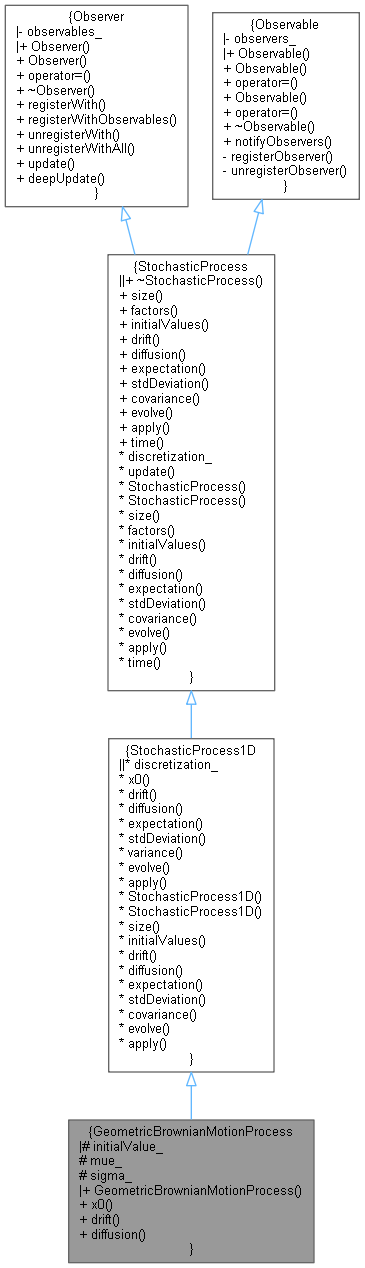 {Observer
|- observables_
|+ Observer()
+ Observer()
+ operator=()
+ ~Observer()
+ registerWith()
+ registerWithObservables()
+ unregisterWith()
+ unregisterWithAll()
+ update()
+ deepUpdate()
}
{Observable
|- observers_
|+ Observable()
+ Observable()
+ operator=()
+ Observable()
+ operator=()
+ ~Observable()
+ notifyObservers()
- registerObserver()
- unregisterObserver()
}
{StochasticProcess
||+ ~StochasticProcess()
+ size()
+ factors()
+ initialValues()
+ drift()
+ diffusion()
+ expectation()
+ stdDeviation()
+ covariance()
+ evolve()
+ apply()
+ time()
* discretization_
* update()
* StochasticProcess()
* StochasticProcess()
* size()
* factors()
* initialValues()
* drift()
* diffusion()
* expectation()
* stdDeviation()
* covariance()
* evolve()
* apply()
* time()
}
{StochasticProcess1D
||* discretization_
* x0()
* drift()
* diffusion()
* expectation()
* stdDeviation()
* variance()
* evolve()
* apply()
* StochasticProcess1D()
* StochasticProcess1D()
* size()
* initialValues()
* drift()
* diffusion()
* expectation()
* stdDeviation()
* covariance()
* evolve()
* apply()
}
{GeometricBrownianMotionProcess
|# initialValue_
# mue_
# sigma_
|+ GeometricBrownianMotionProcess()
+ x0()
+ drift()
+ diffusion()
}